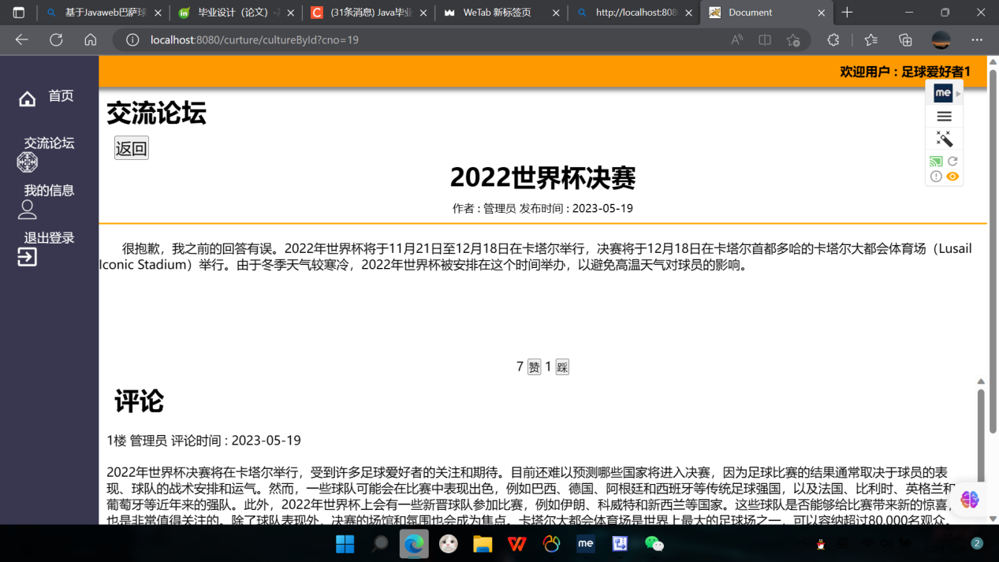 基于Javaweb巴萨球
毕业设计（论文）-
(31条消息) Java毕业
WeTab 新标签页
http://localhost:808
Document
localhost:8080/curture/cultureById?cno=19
欢迎用户 : 足球爱好者1
首页
交流论坛
我的信息
退出登录
me
交流论坛
返回
2022世界杯决赛
作者 : 管理员 发布时间 : 2023-05-19
很抱歉，我之前的回答有误。2022年世界杯将于11月21日至12月18日在卡塔尔举行，决赛将于12月18日在卡塔尔首都多哈的卡塔尔大都会体育场（Lusail
Iconic Stadium）举行。由于冬季天气较寒冷，2022年世界杯被安排在这个时间举办，以避免高温天气对球员的影响。
7 赞 1 踩
评论
1楼 管理员 评论时间 : 2023-05-19
2022年世界杯决赛将在卡塔尔举行，受到许多足球爱好者的关注和期待。目前还难以预测哪些国家将进入决赛，因为足球比赛的结果通常取决于球员的表
现、球队的战术安排和运气。然而，一些球队可能会在比赛中表现出色，例如巴西、德国、阿根廷和西班牙等传统足球强国，以及法国、比利时、英格兰和
葡萄牙等近年来的强队。此外，2022年世界杯上会有一些新晋球队参加比赛，例如伊朗、科威特和新西兰等国家。这些球队是否能够给比赛带来新的惊喜，
也是非常值得关注的。除了球队表现外，决赛的场馆和氛围也会成为焦点。卡塔尔大都会体育场是世界上最大的足球场之一，可以容纳超过80,000名观众。
me
2